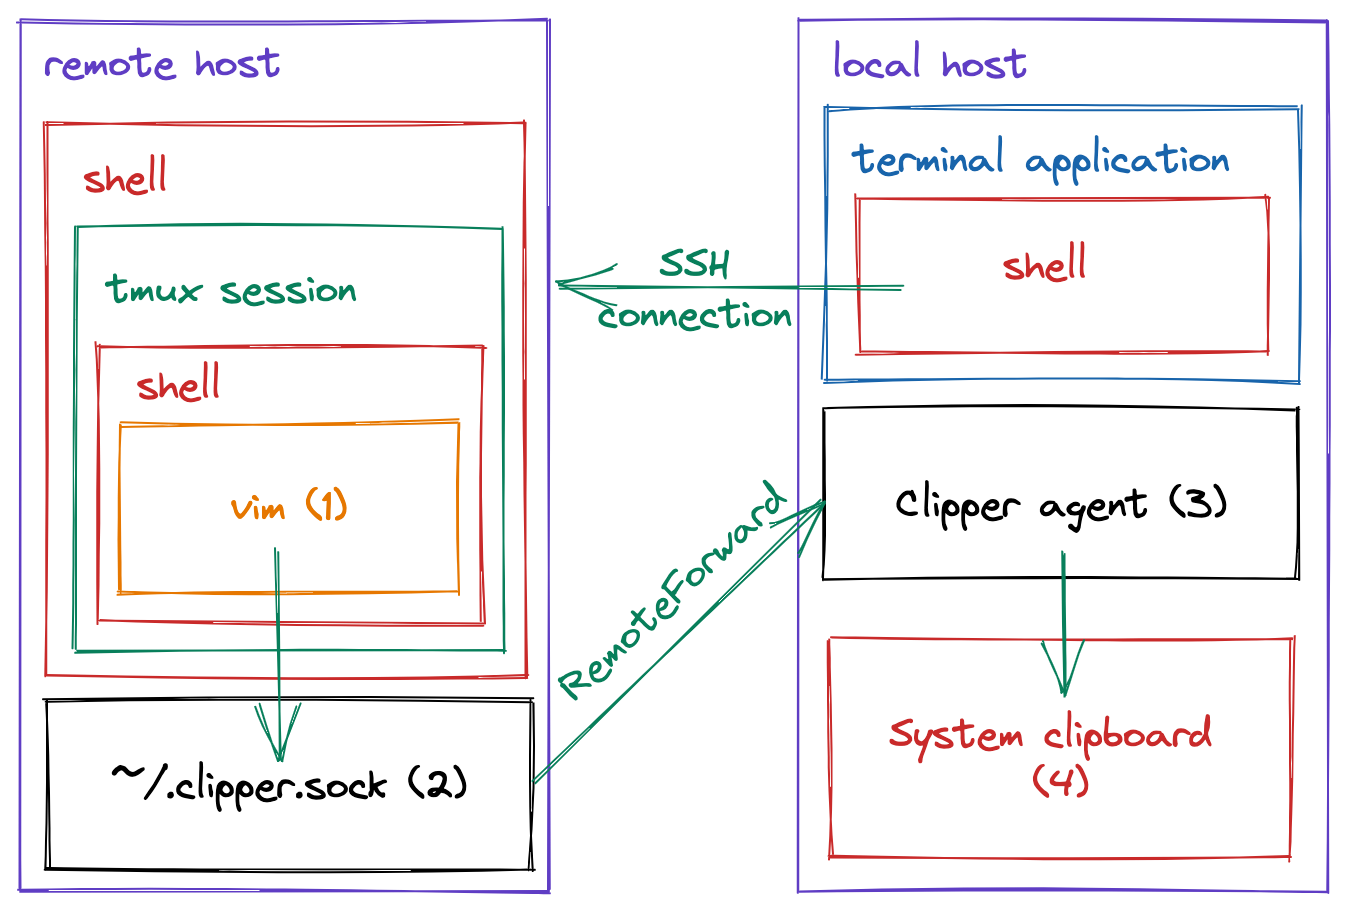 remote host
shell
tmux session
shell
vim (1)
~/.clipper.sock (2)
SSH
connection
RemoteForward
local host
terminal application
shell
Clipper agent (3)
System clipboard
(4)